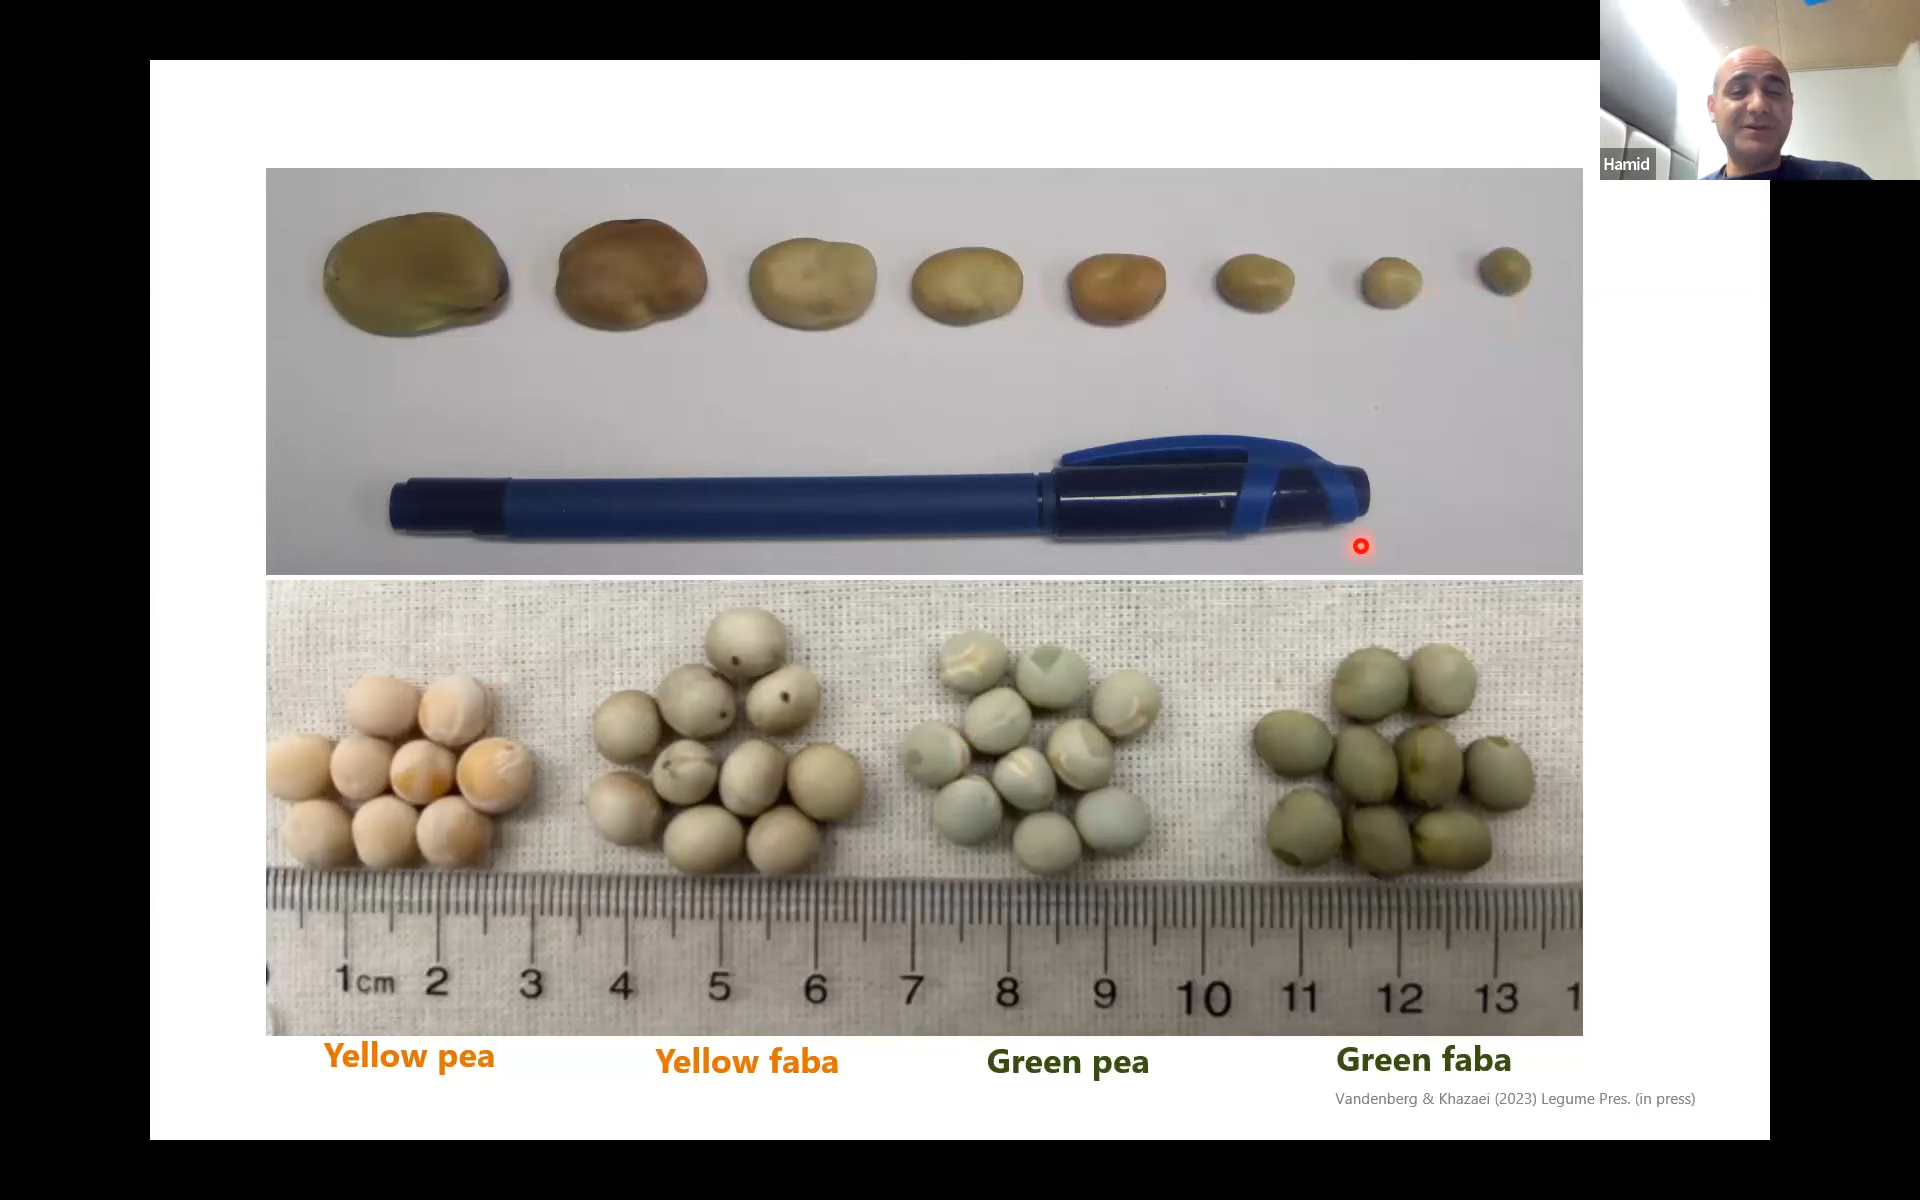 Hamid
1cm 2 3 4 5 6 7 8 9 10 11 12 13 1
Yellow pea
Yellow faba
Green pea
Green faba
Vandenberg & Khazaei (2023) Legume Pres. (in press)